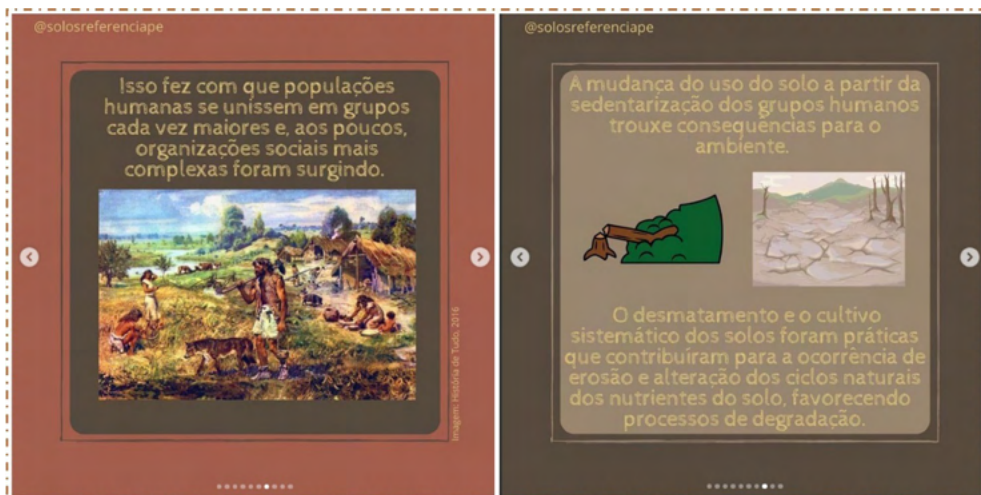 @solosreferenciape
Isso fez com que populações
humanas se unissem em grupos
cada vez maiores e, aos poucos,
organizações sociais mais
complexas foram surgindo.
Imagem: História de Tudo, 2016
@solosreferenciape
A mudança do uso do solo a partir da
sedentarização dos grupos humanos
trouxe consequências para o
ambiente.
O desmatamento e o cultivo
sistemático dos solos foram práticas
que contribuíram para a ocorrência de
erosão e alteração dos ciclos naturais
dos nutrientes do solo, favorecendo
processos de degradação.